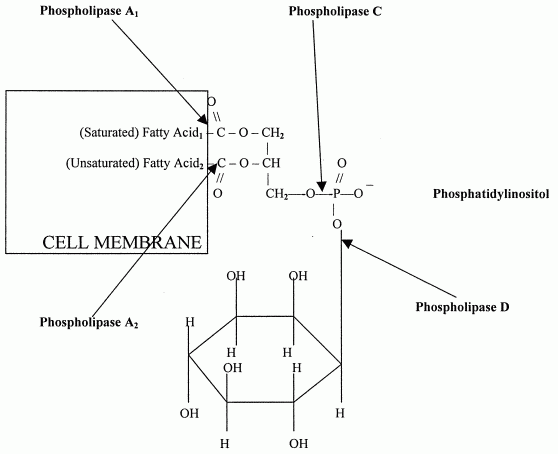 Phospholipase A1 Phospholipase C
O
\\
(Saturated) Fatty Acid1 – C – O – CH2
|
(Unsaturated) Fatty Acid2 – C – O – CH O
// | //
O CH2—O—P—O – Phosphatidylinositol
|
CELL MEMBRANE O
Phospholipase D
OH OH
Phospholipase A2 H
H H
OH H
OH H
H OH